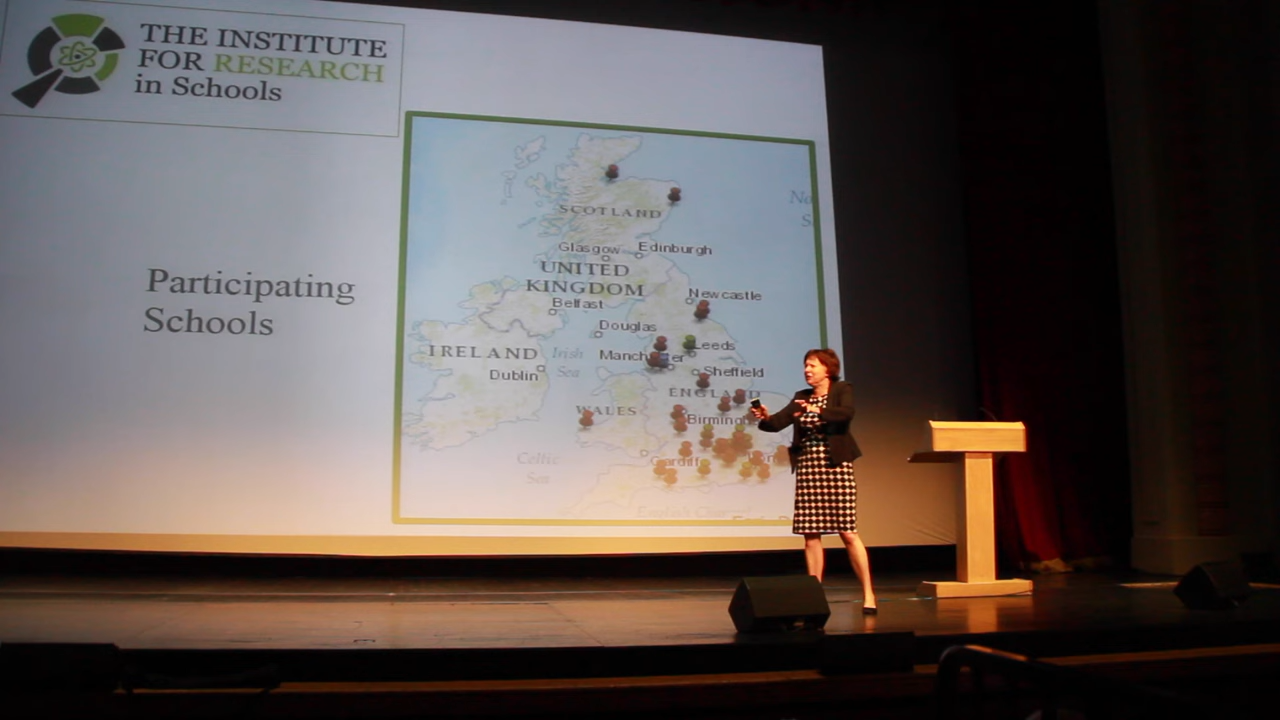 THE INSTITUTE
FOR RESEARCH
in Schools
Participating
Schools
SCOTLAND
Glasgow
Edinburgh
UNITED
KINGDOM
Belfast
Newcastle
Douglas
Leeds
IRELAND
Irish
Sea
Dublin
Sheffield
ENGLAND
WALES
Cardiff
Celtic
Sea